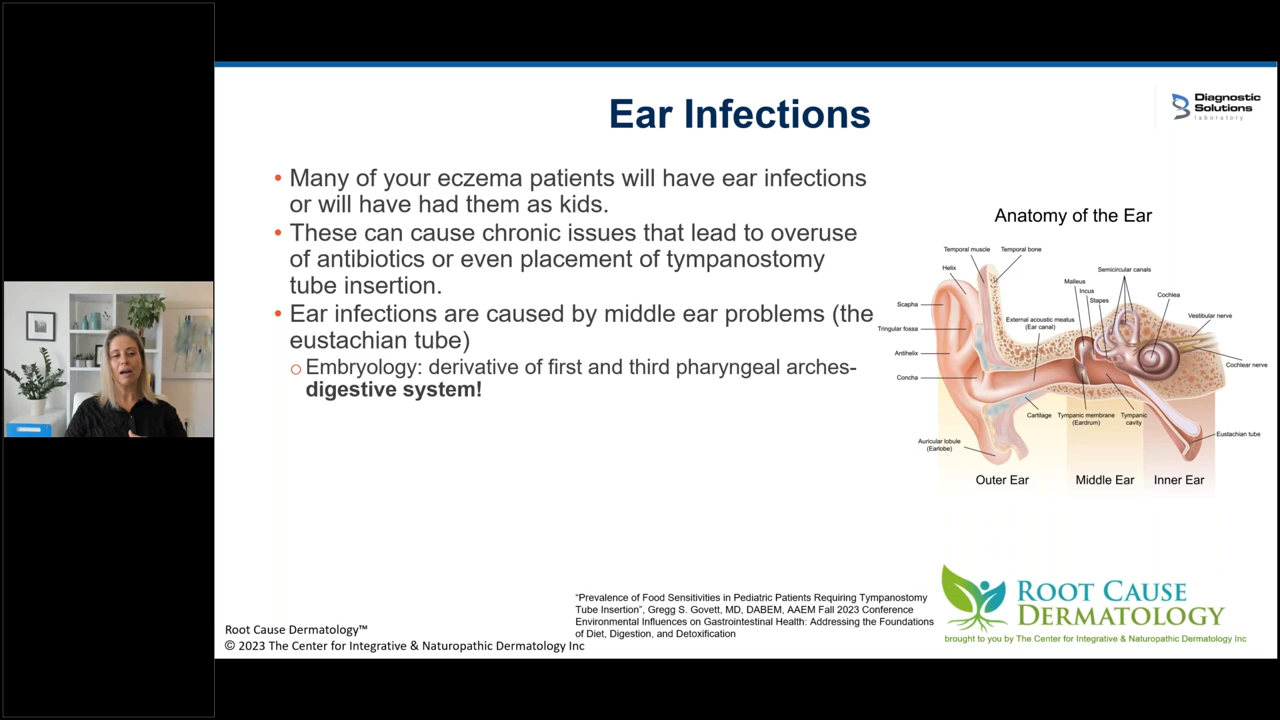 Ear Infections
Diagnostic
Solutions
laboratory
• Many of your eczema patients will have ear infections
or will have had them as kids.
• These can cause chronic issues that lead to overuse
of antibiotics or even placement of tympanostomy
tube insertion.
• Ear infections are caused by middle ear problems (the
eustachian tube)
o Embryology: derivative of first and third pharyngeal arches-
digestive system!
Anatomy of the Ear
Temporal muscle
Temporal bone
Helix
Semicircular canals
Malleus
Incus
Stapes
Cochlea
Scapha
Vestibular nerve
External acoustic meatus
(Ear canal)
Tringular fossa
Antihelix
Cochlear nerve
Concha
Cartilage
Tympanic membrane
(Eardrum)
Tympanic
cavity
Eustachian tube
Auricular lobule
(Earlobe)
Outer Ear
Middle Ear
Inner Ear
"Prevalence of Food Sensitivities in Pediatric Patients Requiring Tympanostomy
Tube Insertion", Gregg S. Govett, MD, DABEM, AAEM Fall 2023 Conference
Environmental Influences on Gastrointestinal Health: Addressing the Foundations
of Diet, Digestion, and Detoxification
Root Cause
Dermatology
brought to you by The Center for Integrative & Naturopathic Dermatology Inc
Root Cause Dermatology™
© 2023 The Center for Integrative & Naturopathic Dermatology Inc